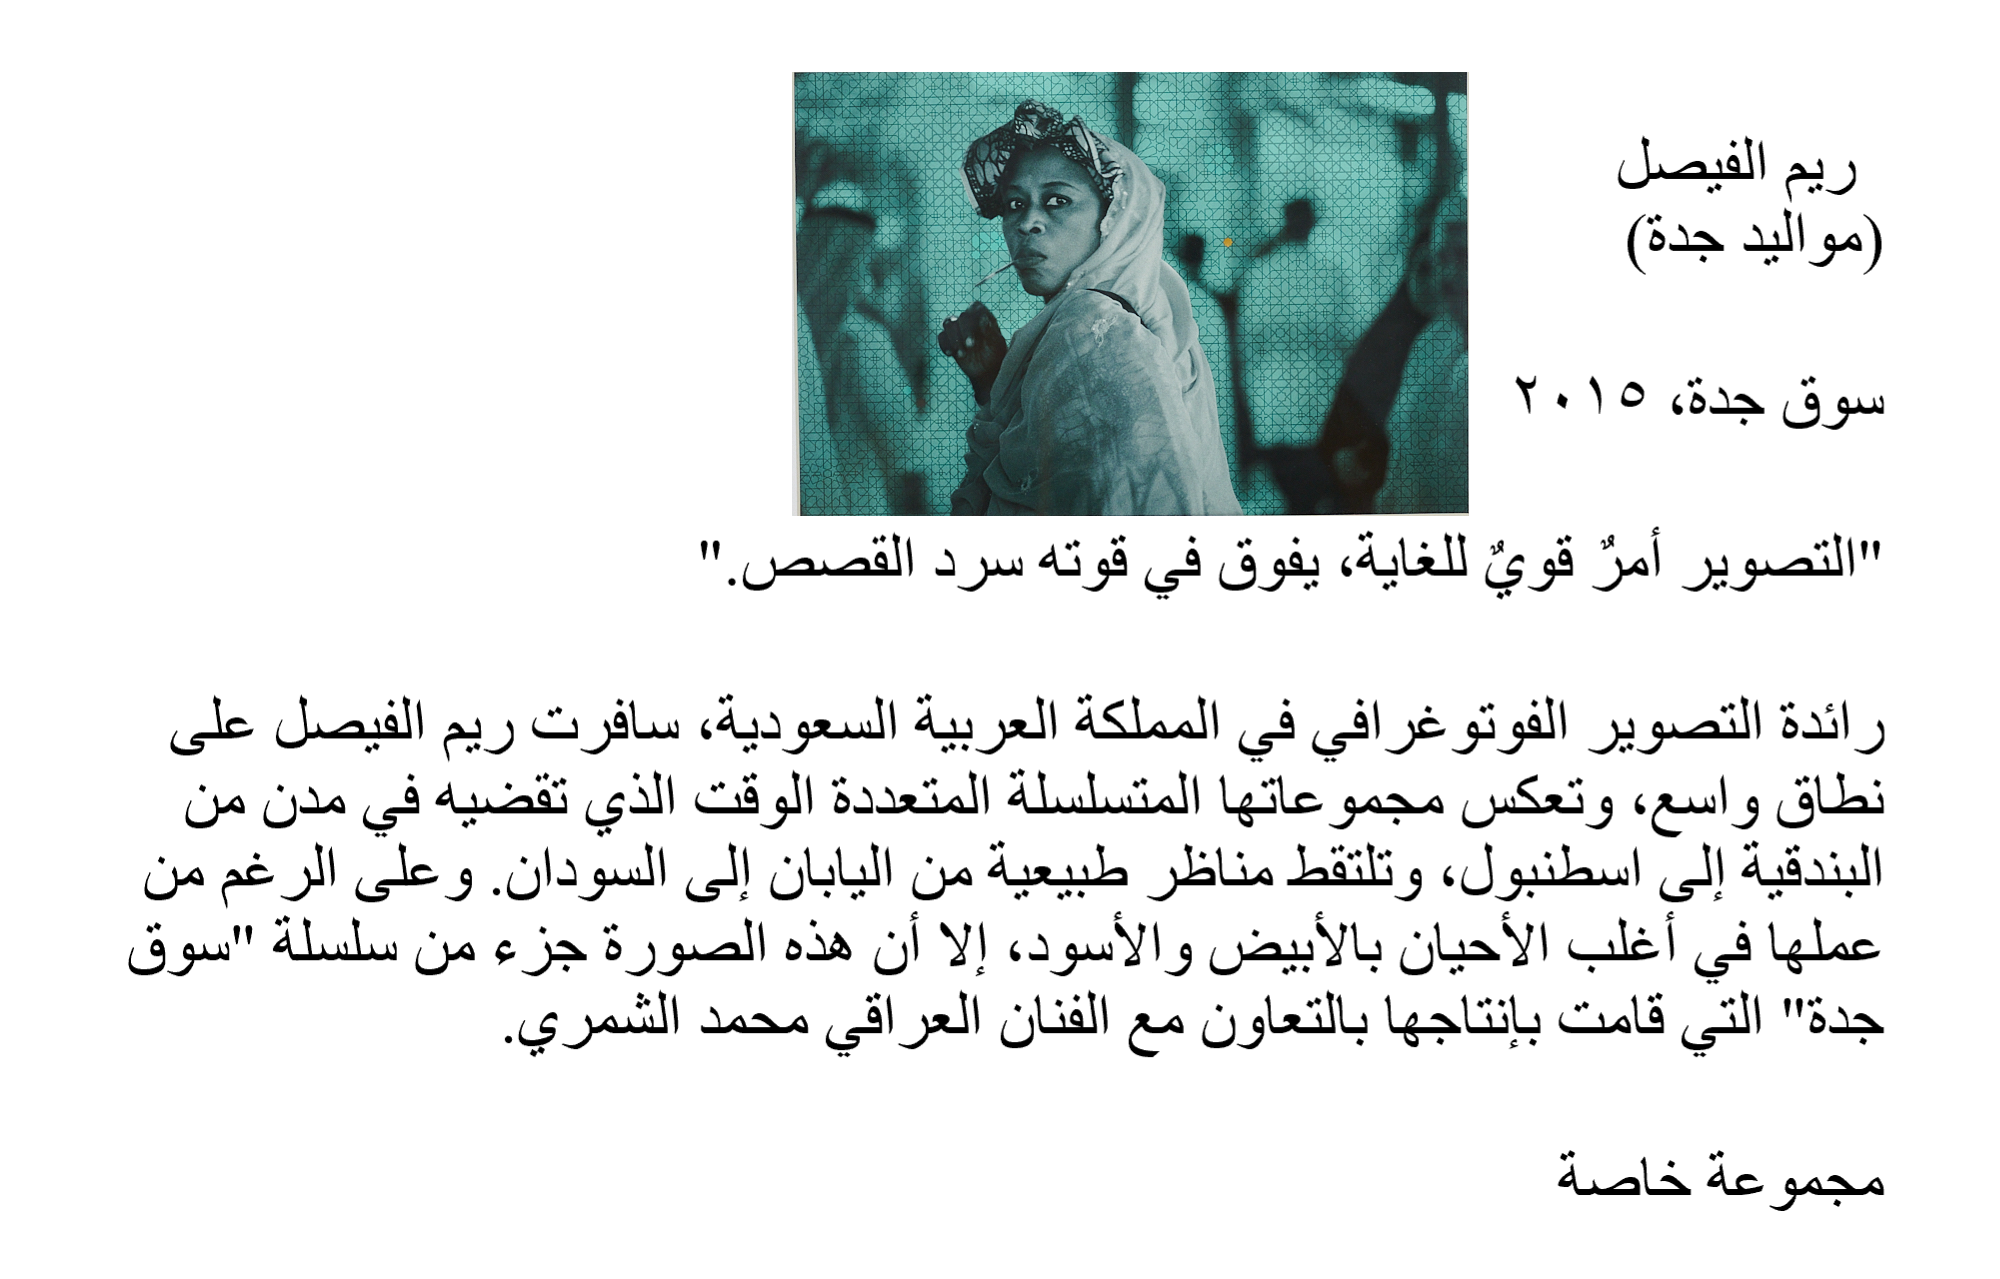 ريم الفيصل
(مواليد جدة)
سوق جدة، ٢٠١٥
"التصوير أمرٌ قويٌ للغاية، يفوق في قوته سرد القصص."
رائدة التصوير الفوتوغرافي في المملكة العربية السعودية، سافرت ريم الفيصل على
نطاق واسع، وتعكس مجموعاتها المتسلسلة المتعددة الوقت الذي تقضيه في مدن من
البندقية إلى اسطنبول، وتلتقط مناظر طبيعية من اليابان إلى السودان. وعلى الرغم من
عملها في أغلب الأحيان بالأبيض والأسود، إلا أن هذه الصورة جزء من سلسلة "سوق
جدة" التي قامت بإنتاجها بالتعاون مع الفنان العراقي محمد الشمري.
مجموعة خاصة